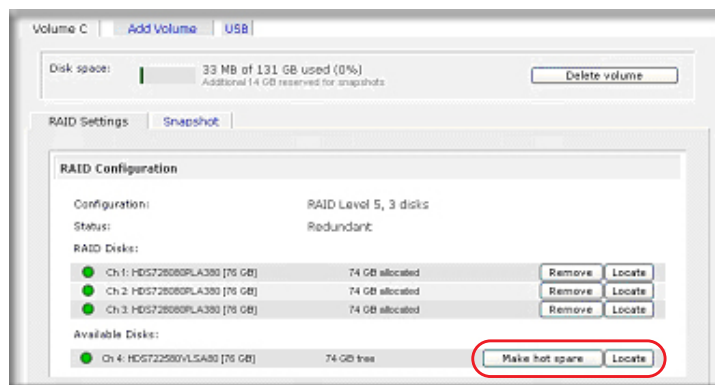 Volume C Add Volume USB
Disk space: 33 MB of 131 GB used (0%) Delete volume
Additional 14 GB reserved for snapshots
RAID Settings Snapshot
RAID Configuration
Configuration: RAID Level 5, 3 disks
Status: Redundant
RAID Disks:
Ch 1: HDS728080PLA380 [76 GB] 74 GB allocated Remove Locate
Ch 2: HDS728080PLA380 [76 GB] 74 GB allocated Remove Locate
Ch 3: HDS728080PLA380 [76 GB] 74 GB allocated Remove Locate
Available Disks:
Ch 4: HDS722580VLSA80 [76 GB] 74 GB free Make hot spare Locate